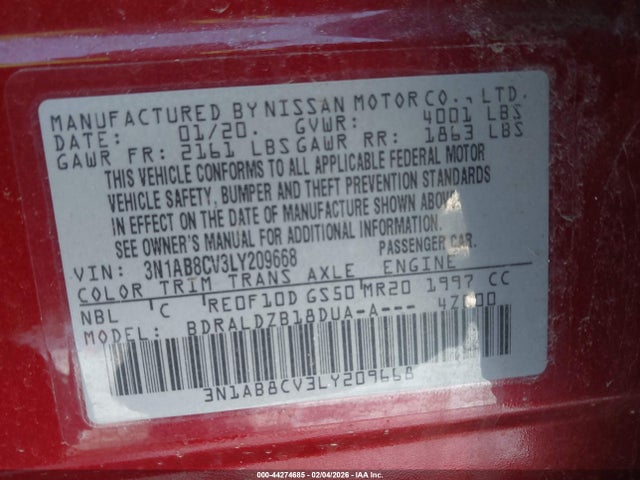 MANUFACTURED BY NISSAN MOTOR CO., LTD.
DATE: 01/20. GVWR: 4001 LBS
GAWR FR: 2161 LBS GAWR RR: 1863 LBS
THIS VEHICLE CONFORMS TO ALL APPLICABLE FEDERAL MOTOR
VEHICLE SAFETY, BUMPER AND THEFT PREVENTION STANDARDS
IN EFFECT ON THE DATE OF MANUFACTURE SHOWN ABOVE.
SEE OWNER'S MANUAL FOR ADDITIONAL INFORMATION.
VIN: 3N1AB8CV3LY209668 PASSENGER CAR.
COLOR TRIM TRANS AXLE ENGINE
NBL C RE0F10D GS50 MR20 1997 CC
MODEL: BDRALDZB18DUA-A---
3N1AB8CV3LY209668
000-44274685 - 02/04/2026 - IAA Inc.